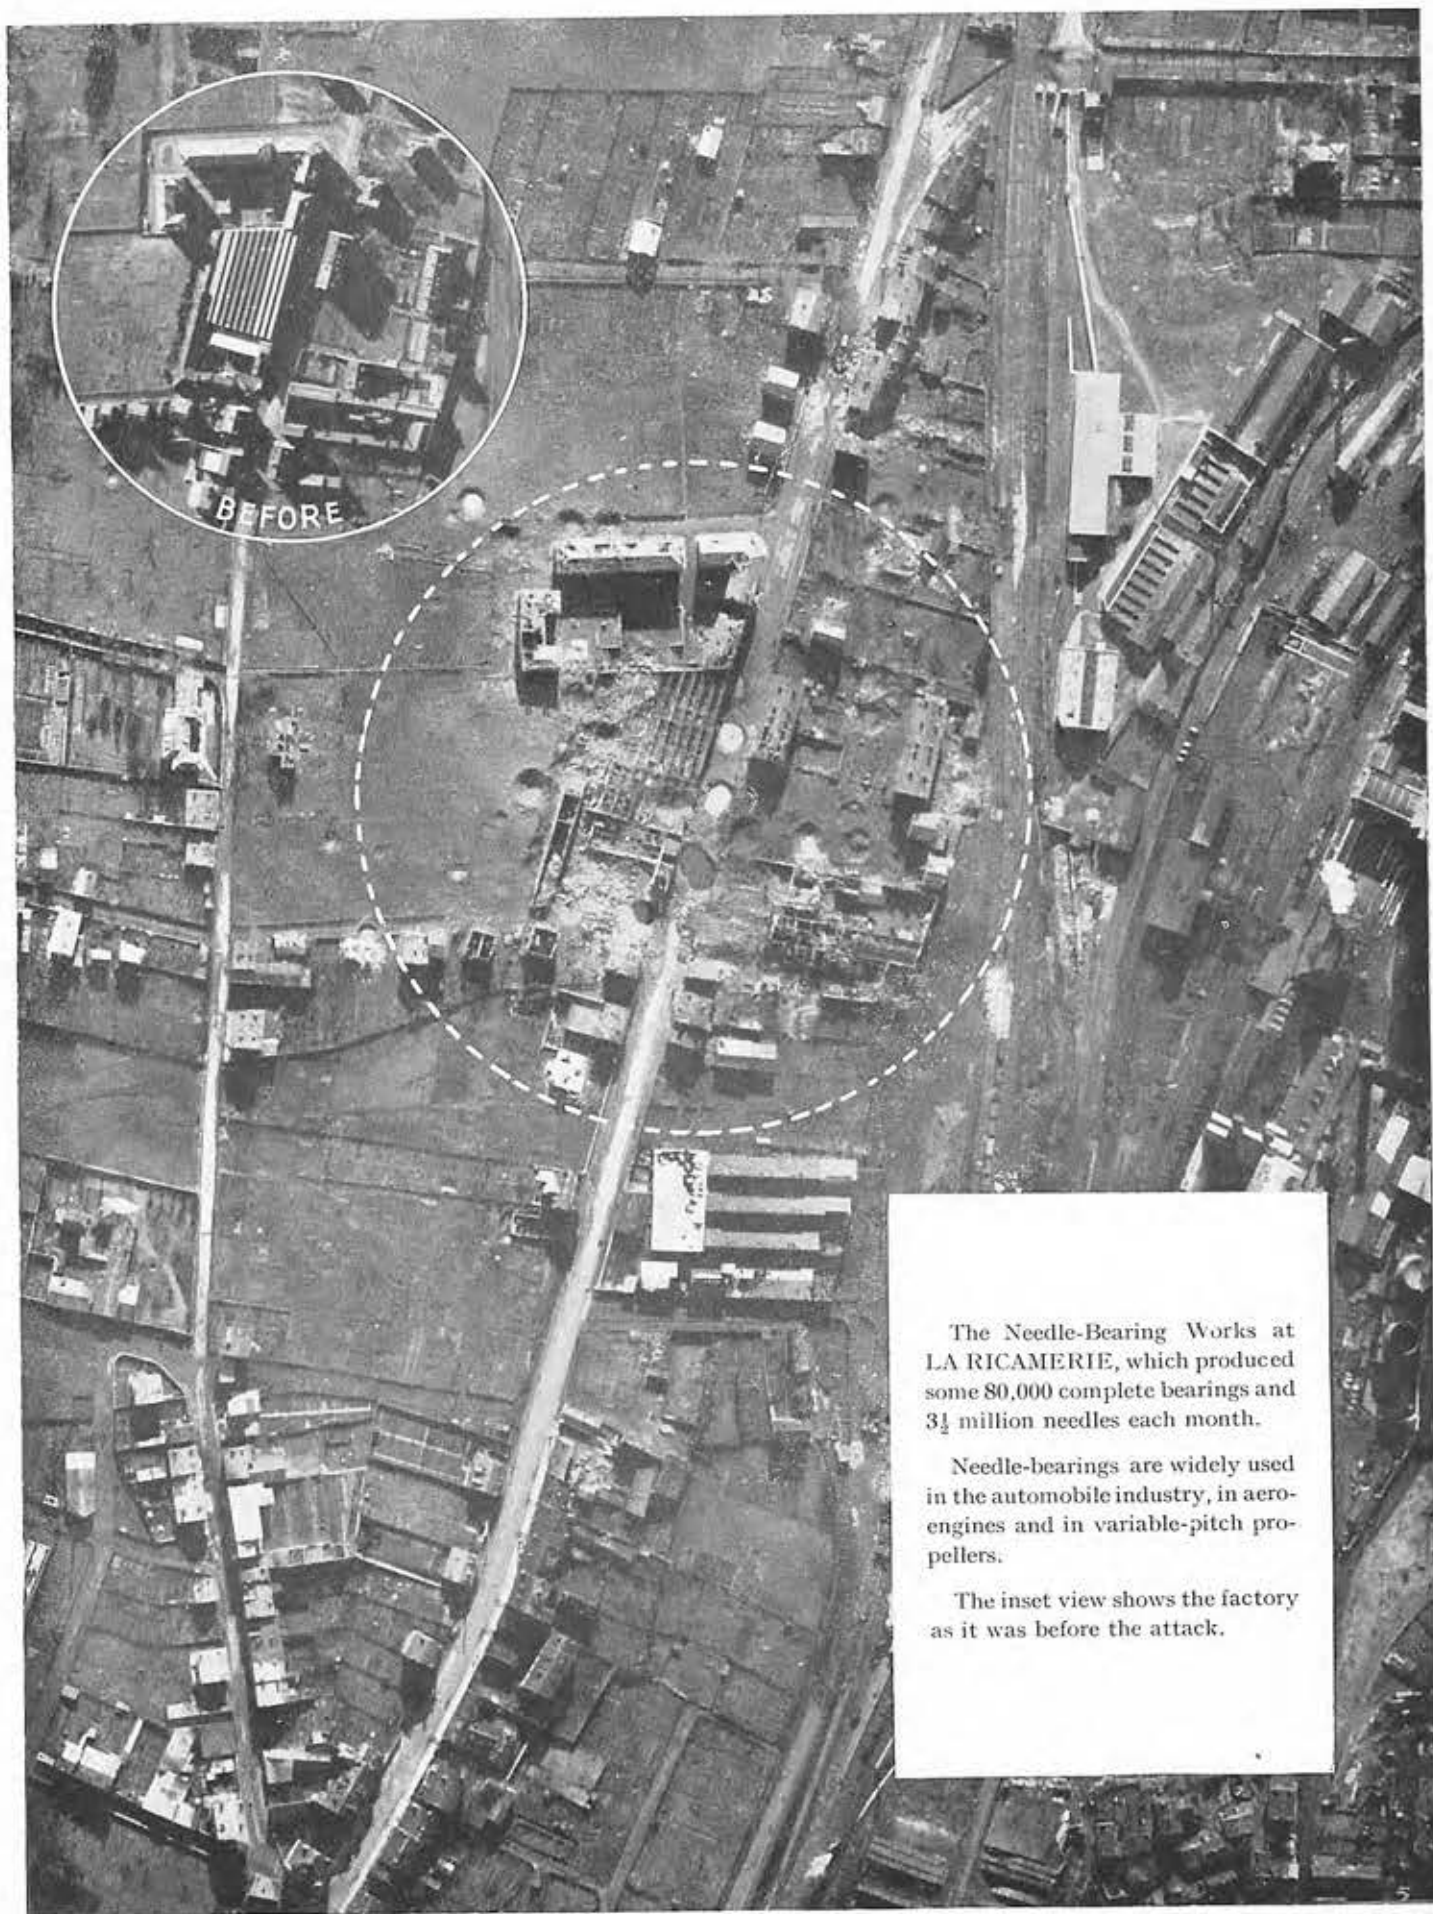 BEFORE
The Needle-Bearing Works at
LA RICAMERIE, which produced
some 80,000 complete bearings and
3½ million needles each month.
Needle-bearings are widely used
in the automobile industry, in aero-
engines and in variable-pitch pro-
pellers.
The inset view shows the factory
as it was before the attack.
5